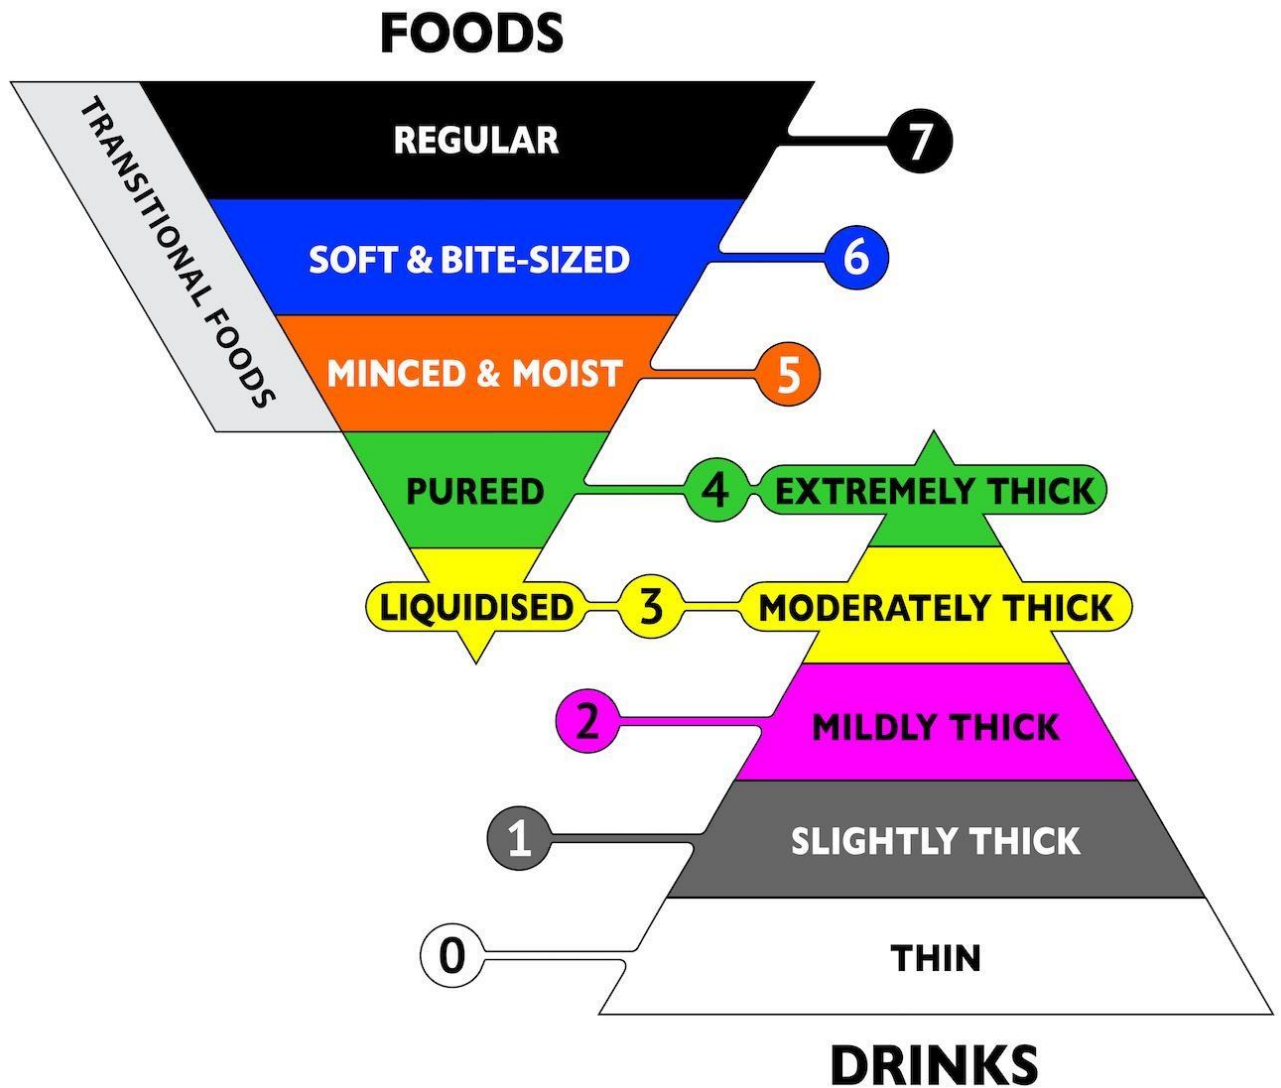 FOODS
TRANSITIONAL FOODS
REGULAR
7
SOFT & BITE-SIZED
6
MINCED & MOIST
5
PUREED
4
EXTREMELY THICK
LIQUIDISED
3
MODERATELY THICK
2
MILDLY THICK
1
SLIGHTLY THICK
0
THIN
DRINKS